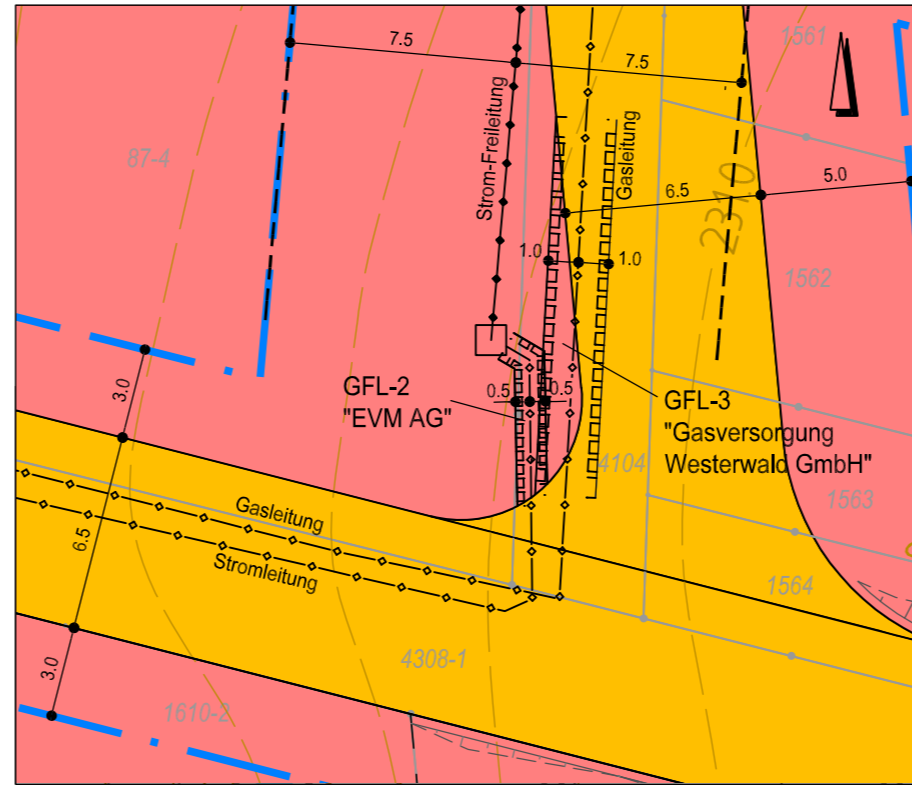 7.5
7.5
1561
87-4
Strom-Freileitung
Gasleitung
6.5
5.0
2310
1.0
1.0
1562
3.0
GFL-2
"EVM AG"
0.5
0.5
GFL-3
"Gasversorgung
Westerwald GmbH"
4104
1563
Gasleitung
Stromleitung
6.5
1564
4308-1
3.0
1610-2